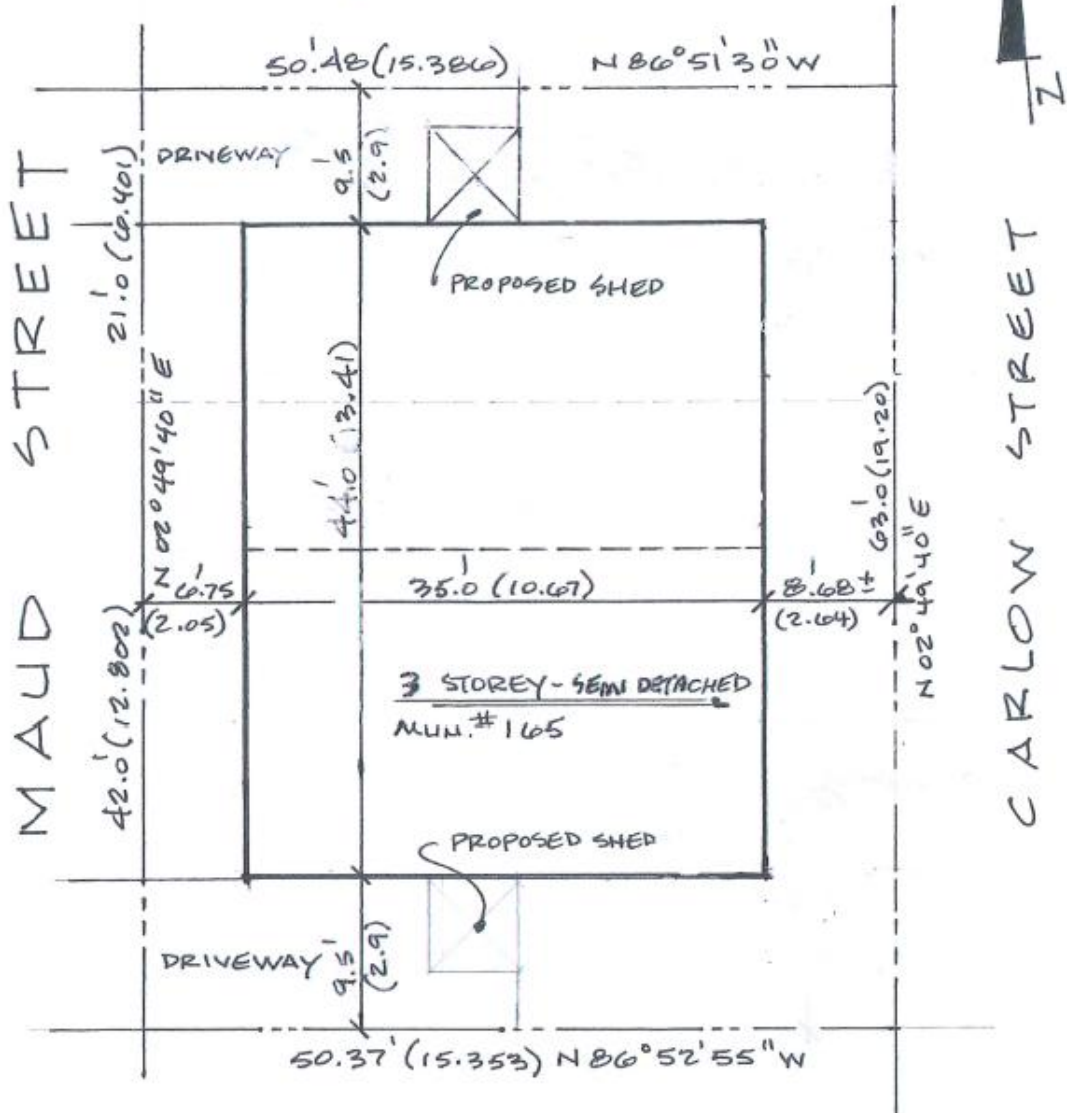 50'.48 (15.386)
N 86°51'30" W
N
DRIVEWAY
9'.5
(2.9)
21'.0 (6.401)
PROPOSED SHED
MAUD STREET
CARLOW STREET
N 02°49'40" E
44'.0 (13.41)
63'.0 (19.20)
N 02°49'40" E
6'.75
(2.05)
35'.0 (10.67)
8'.68±
(2.64)
42'.0 (12.802)
3 STOREY - SEMI DETACHED
MUN. # 165
PROPOSED SHED
DRIVEWAY
9.5'
(2.9)
50.37' (15.353) N 86°52'55" W